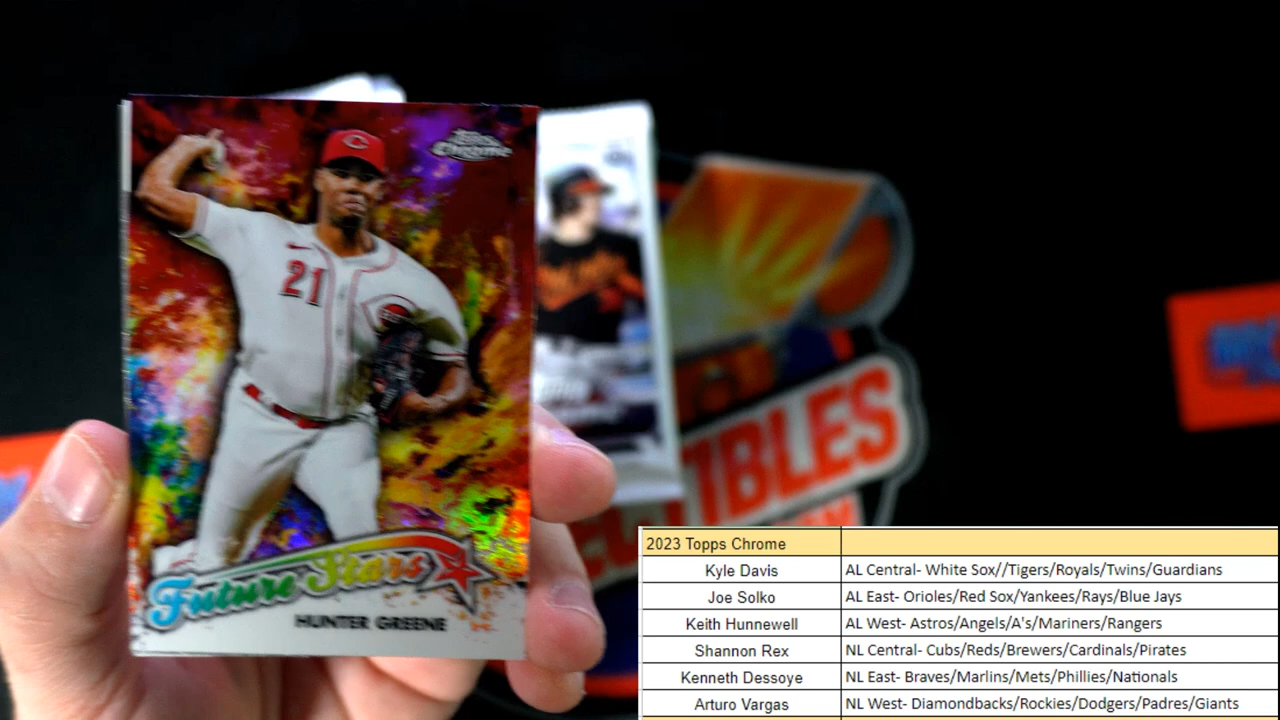 Topps
Chrome
21
Future Stars
HUNTER GREENE
TIBLES
2023 Topps Chrome
Kyle Davis AL Central- White Sox//Tigers/Royals/Twins/Guardians
Joe Solko AL East- Orioles/Red Sox/Yankees/Rays/Blue Jays
Keith Hunnewell AL West- Astros/Angels/A's/Mariners/Rangers
Shannon Rex NL Central- Cubs/Reds/Brewers/Cardinals/Pirates
Kenneth Dessoye NL East- Braves/Marlins/Mets/Phillies/Nationals
Arturo Vargas NL West- Diamondbacks/Rockies/Dodgers/Padres/Giants